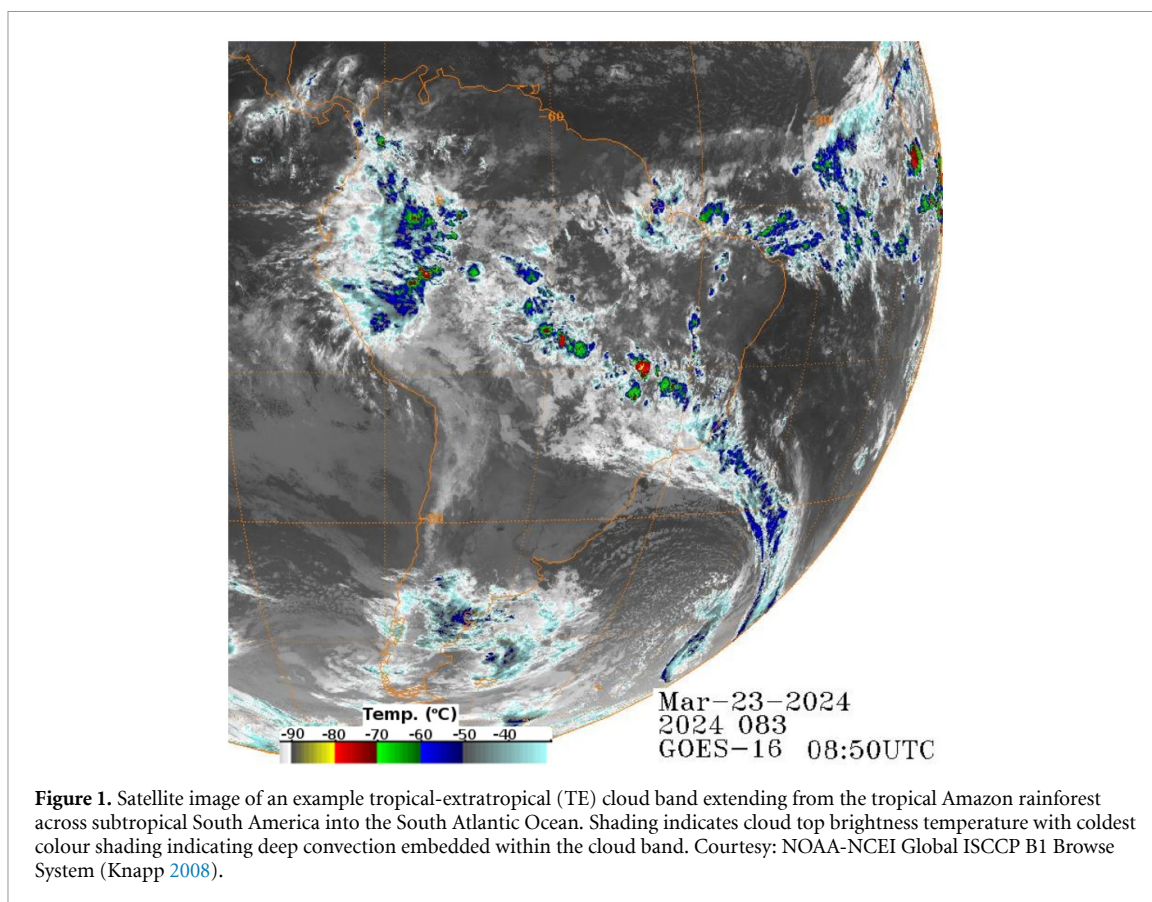 -60
-30
0
-30
Temp. (°C)
-90 -80 -70 -60 -50 -40
Mar-23-2024
2024 083
GOES-16 08:50UTC
Figure 1. Satellite image of an example tropical-extratropical (TE) cloud band extending from the tropical Amazon rainforest
across subtropical South America into the South Atlantic Ocean. Shading indicates cloud top brightness temperature with coldest
colour shading indicating deep convection embedded within the cloud band. Courtesy: NOAA-NCEI Global ISCCP B1 Browse
System (Knapp 2008).